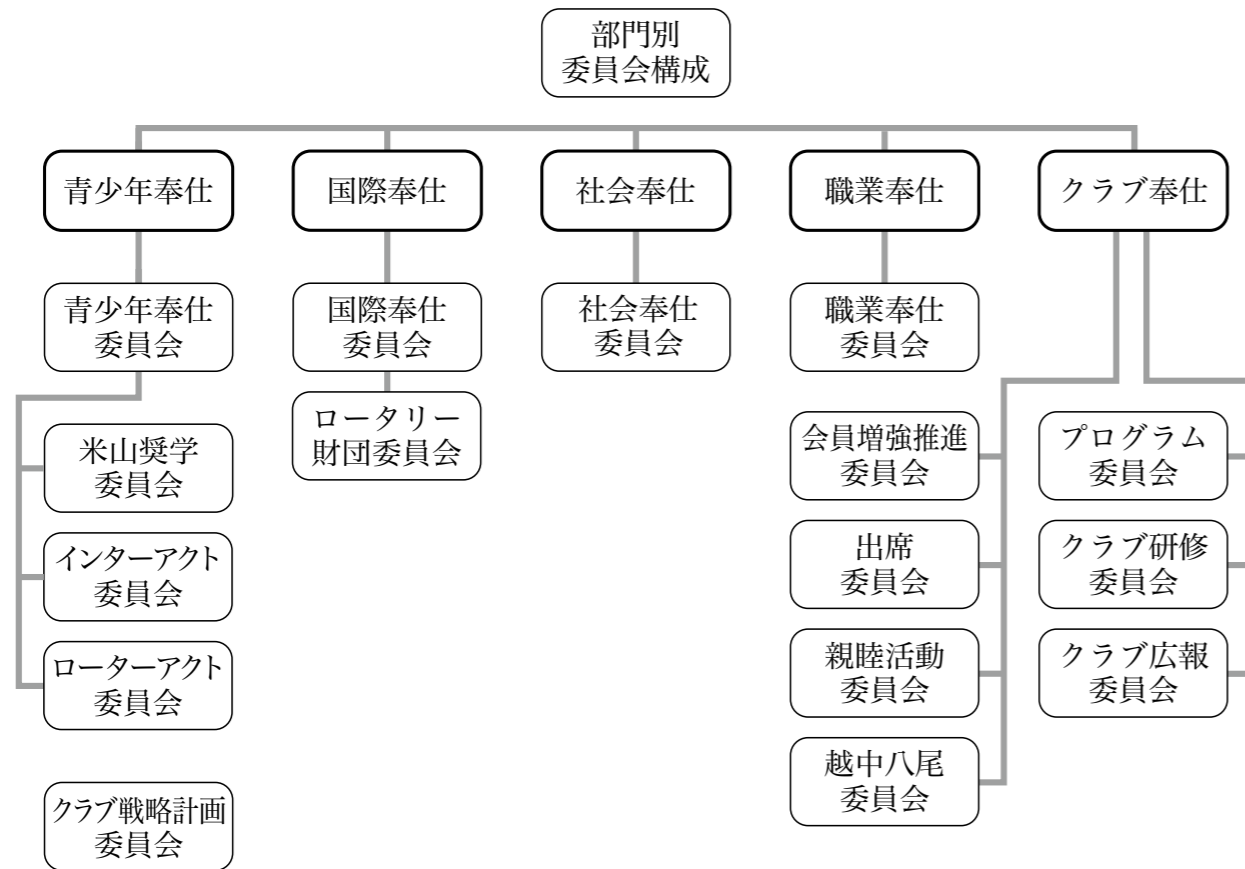 部門別
委員会構成
青少年奉仕
国際奉仕
社会奉仕
職業奉仕
クラブ奉仕
青少年奉仕
委員会
国際奉仕
委員会
社会奉仕
委員会
職業奉仕
委員会
ロータリー
財団委員会
米山奨学
委員会
インターアクト
委員会
ローターアクト
委員会
クラブ戦略計画
委員会
会員増強推進
委員会
出席
委員会
親睦活動
委員会
越中八尾
委員会
プログラム
委員会
クラブ研修
委員会
クラブ広報
委員会